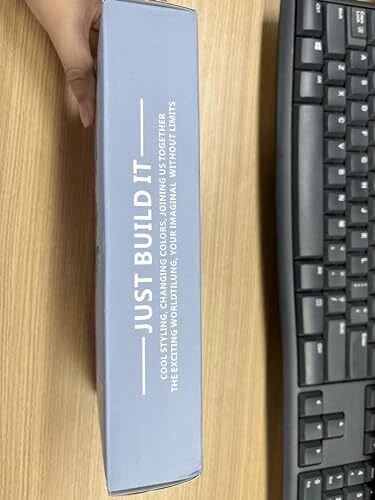 JUST BUILD IT
COOL STYLING, CHANGING COLORS, JOINING US TOGETHER
THE EXCITING WORLDTILUNG, YOUR IMAGINAL WITHOUT LIMITS